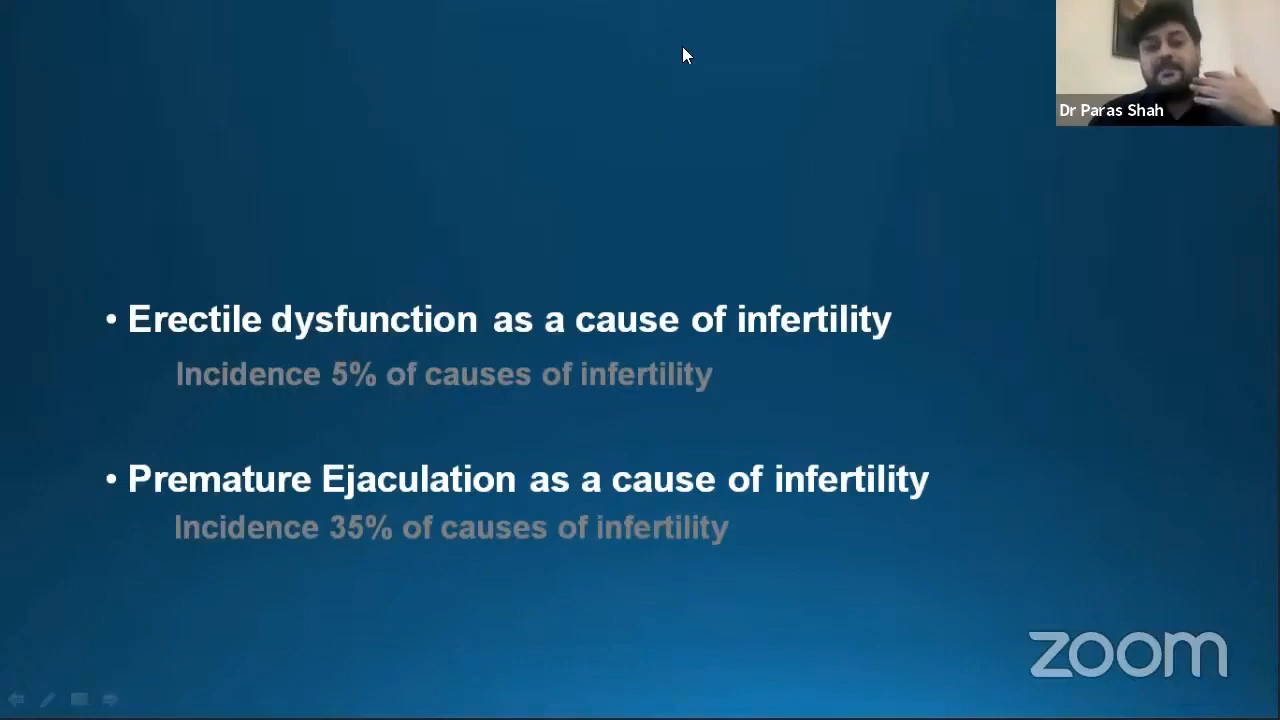 Dr Paras Shah
• Erectile dysfunction as a cause of infertility
Incidence 5% of causes of infertility
• Premature Ejaculation as a cause of infertility
Incidence 35% of causes of infertility
zoom